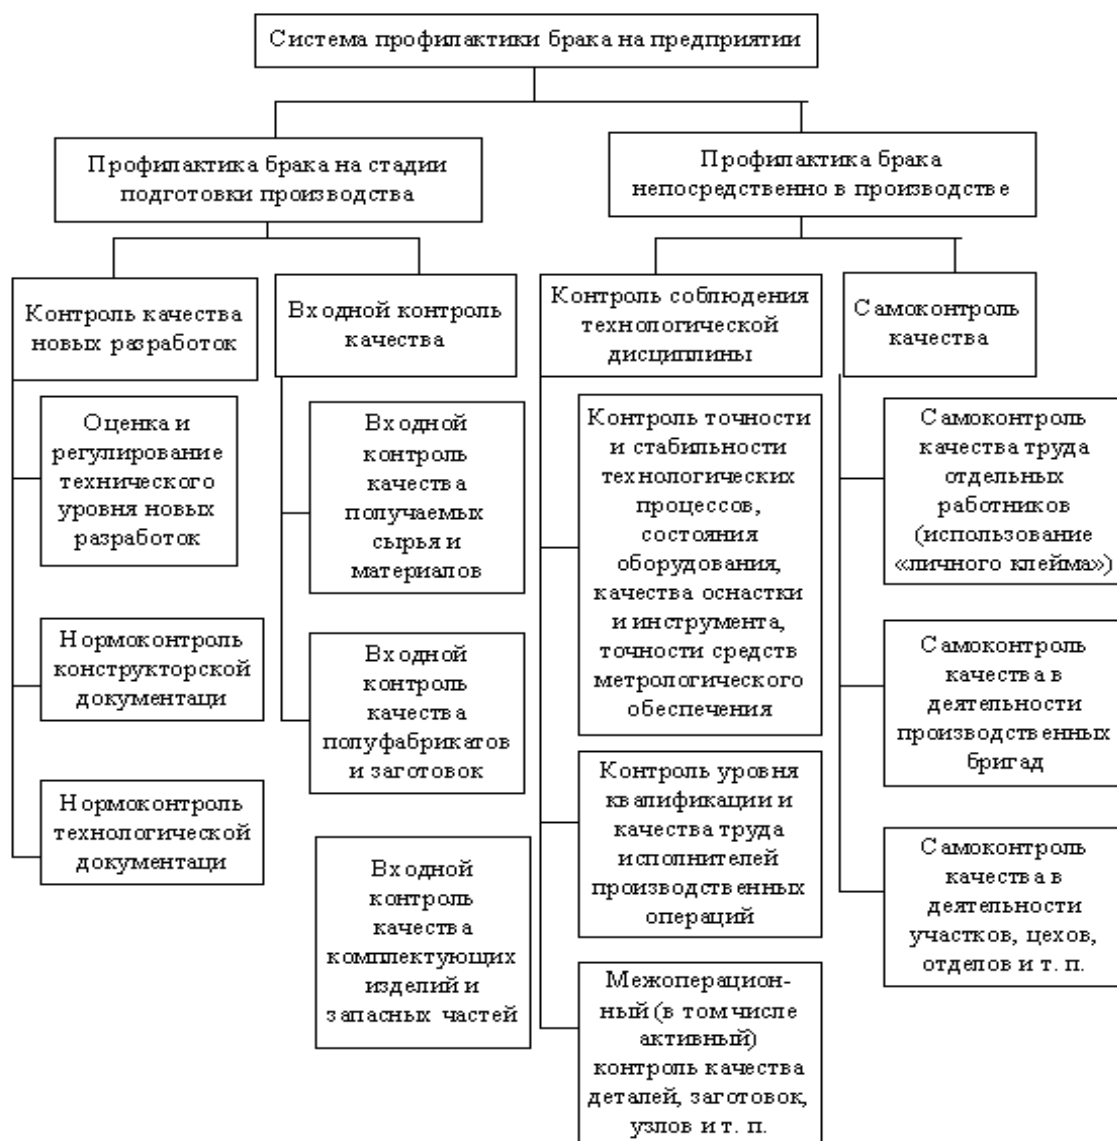 Система профилактики брака на предприятии
Профилактика брака на стадии
подготовки производства
Профилактика брака
непосредственно в производстве
Контроль качества
новых разработок
Входной контроль
качества
Контроль соблюдения
технологической
дисциплины
Самоконтроль
качества
Оценка и
регулирование
технического
уровня новых
разработок
Нормоконтроль
конструкторской
документаци
Нормоконтроль
технологической
документаци
Входной
контроль
качества
получаемых
сырья и
материалов
Входной
контроль
качества
полуфабрикатов
и заготовок
Входной
контроль
качества
комплектующих
изделий и
запасных частей
Контроль точности
и стабильности
технологических
процессов,
состояния
оборудования,
качества оснастки
и инструмента,
точности средств
метрологического
обеспечения
Контроль уровня
квалификации и
качества труда
исполнителей
производственных
операций
Межоперацион-
ный (в том числе
активный)
контроль качества
деталей, заготовок,
узлов и т. п.
Самоконтроль
качества труда
отдельных
работников
(использование
«личного клейма»)
Самоконтроль
качества в
деятельности
производственных
бригад
Самоконтроль
качества в
деятельности
участков, цехов,
отделов и т. п.